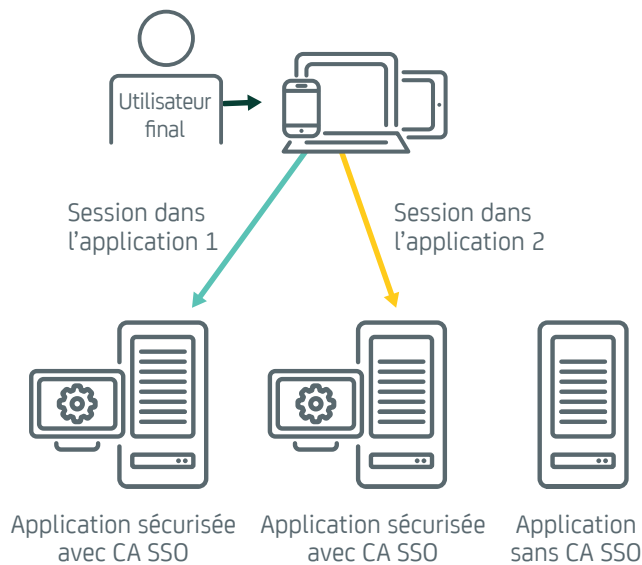 Utilisateur
final
Session dans
l’application 1
Session dans
l’application 2
Application sécurisée
avec CA SSO
Application sécurisée
avec CA SSO
Application
sans CA SSO